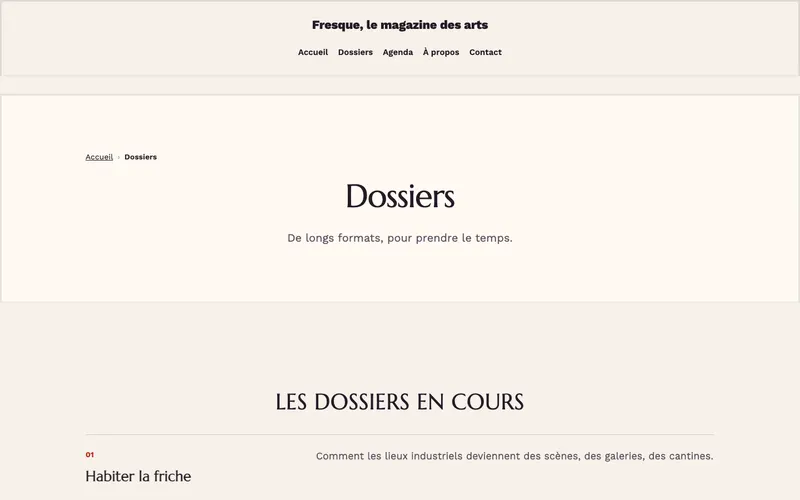 Fresque, le magazine des arts
Accueil Dossiers Agenda À propos Contact
Accueil › Dossiers
Dossiers
De longs formats, pour prendre le temps.
LES DOSSIERS EN COURS
01
Habiter la friche
Comment les lieux industriels deviennent des scènes, des galeries, des cantines.